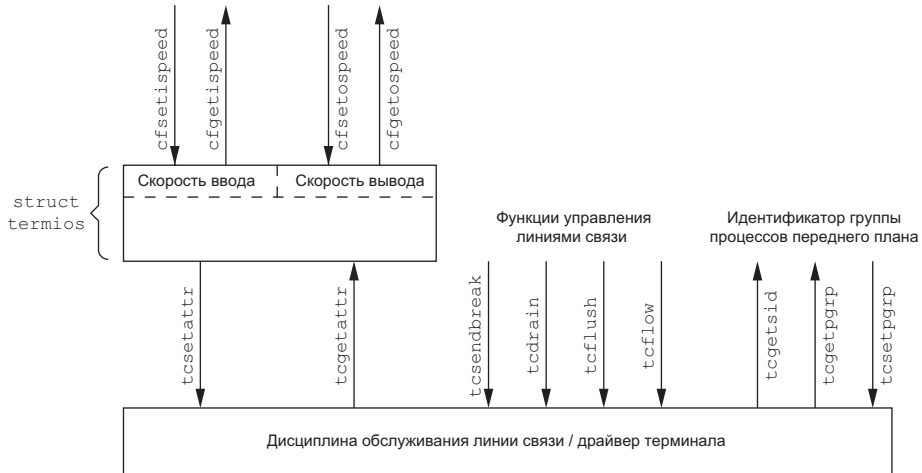 cfsetispeed
cfgetispeed
cfsetospeed
cfgetospeed
Скорость ввода
Скорость вывода
struct
termios
Функции управления
линиями связи
Идентификатор группы
процессов переднего плана
tcsetattr
tcgetattr
tcsendbreak
tcdrain
tcflush
tcflow
tcgetsid
tcgetpgrp
tcsetpgrp
Дисциплина обслуживания линии связи / драйвер терминала